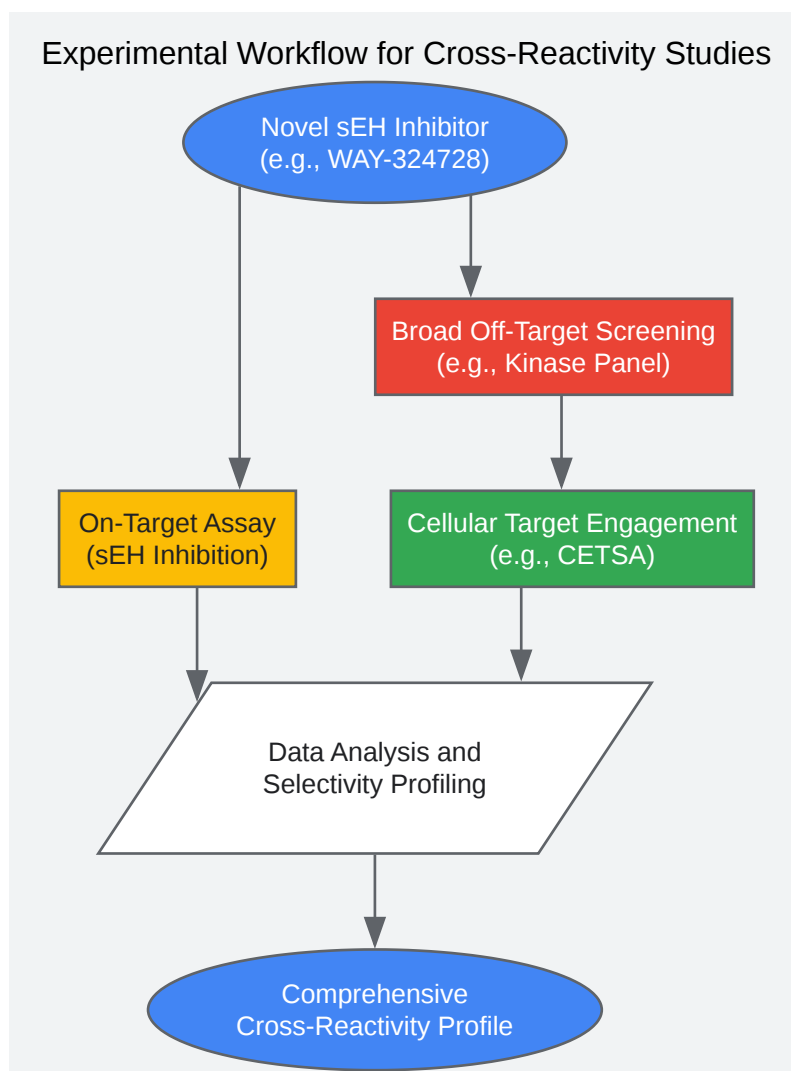 Experimental Workflow for Cross-Reactivity Studies
Novel sEH Inhibitor
(e.g., WAY-324728)
Broad Off-Target Screening
(e.g., Kinase Panel)
On-Target Assay
(sEH Inhibition)
Cellular Target Engagement
(e.g., CETSA)
Data Analysis and
Selectivity Profiling
Comprehensive
Cross-Reactivity Profile